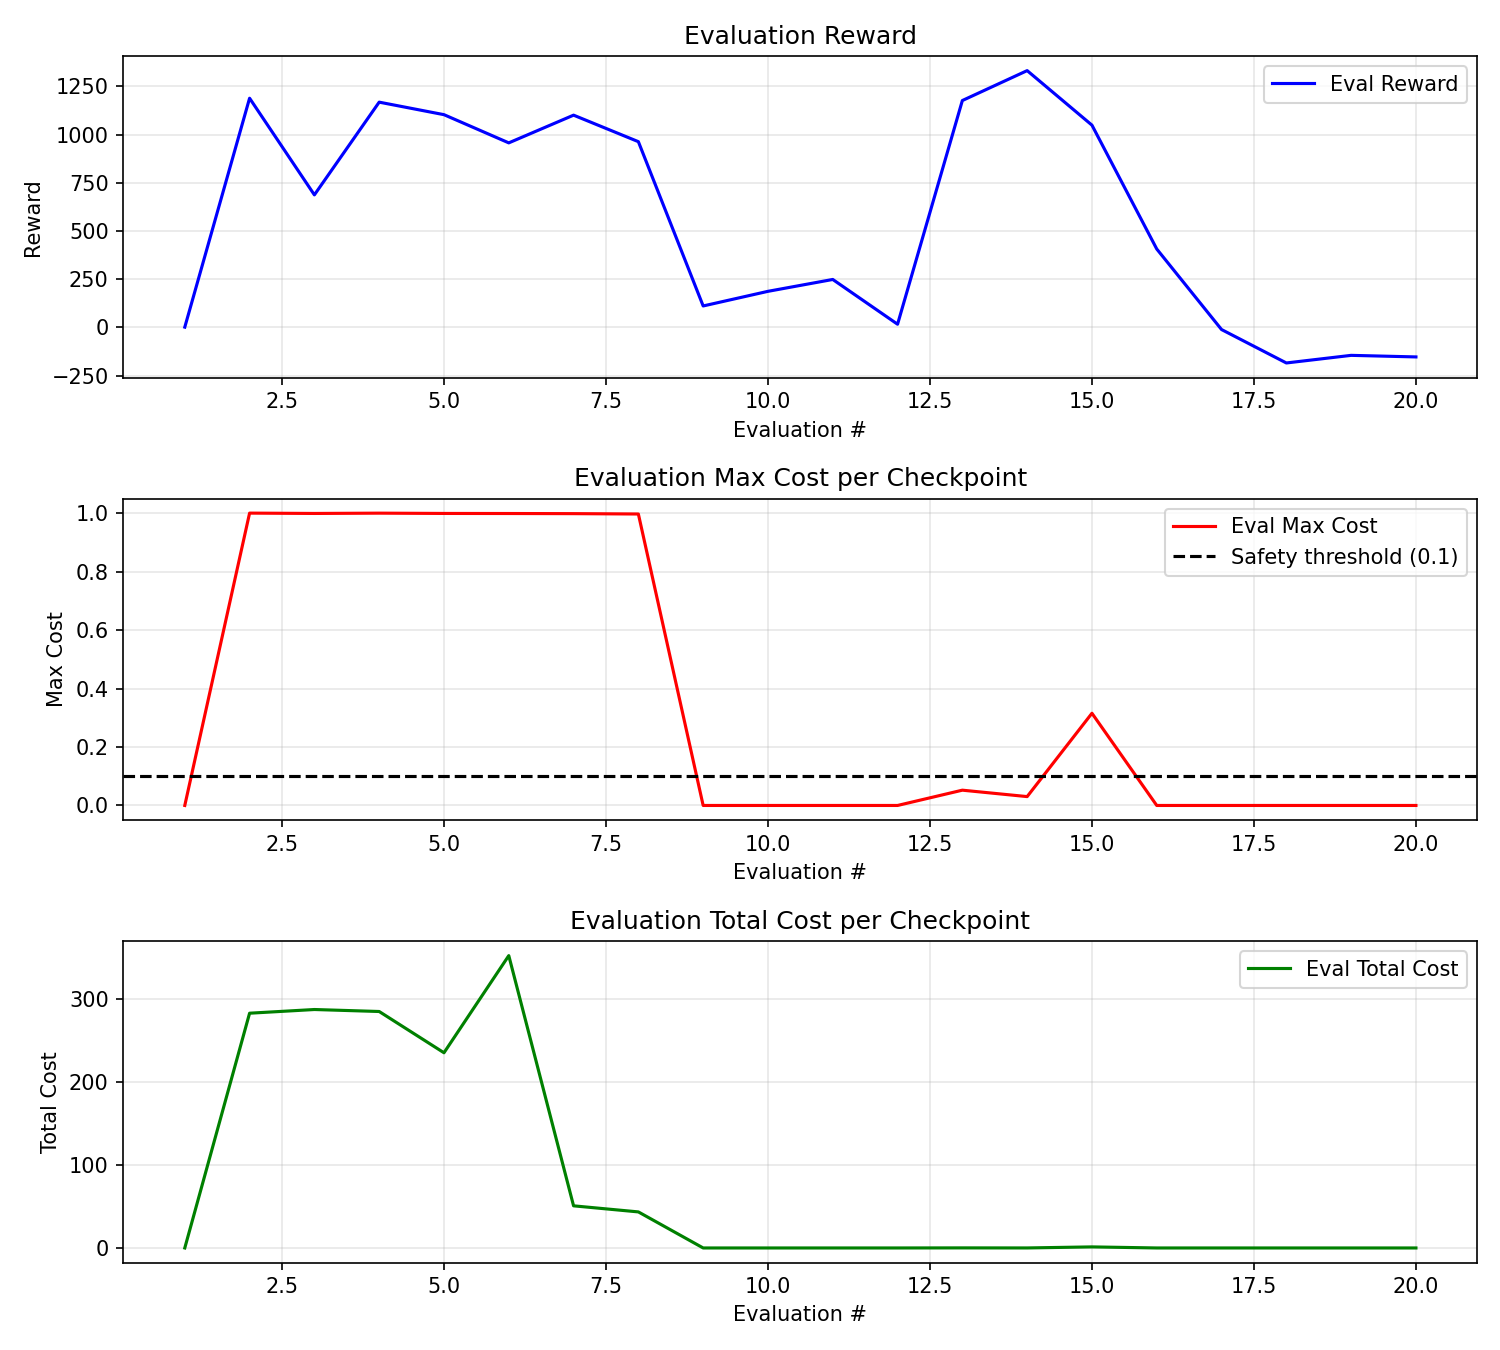 Evaluation Reward
Eval Reward
Reward
1250
1000
750
500
250
0
−250
2.5 5.0 7.5 10.0 12.5 15.0 17.5 20.0
Evaluation #
Evaluation Max Cost per Checkpoint
Eval Max Cost
Safety threshold (0.1)
Max Cost
1.0
0.8
0.6
0.4
0.2
0.0
2.5 5.0 7.5 10.0 12.5 15.0 17.5 20.0
Evaluation #
Evaluation Total Cost per Checkpoint
Eval Total Cost
Total Cost
300
200
100
0
2.5 5.0 7.5 10.0 12.5 15.0 17.5 20.0
Evaluation #